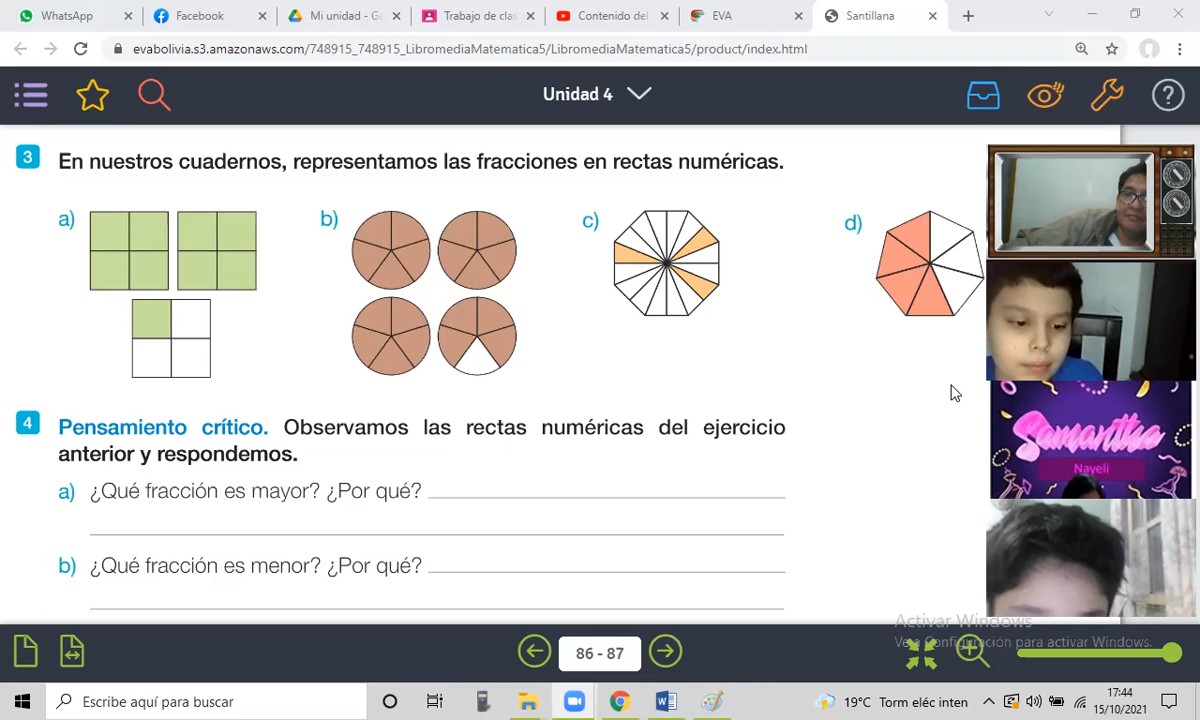 WhatsApp
Facebook
Mi unidad - Go
Trabajo de cla
Contenido del
EVA
Santillana
evabolivia.s3.amazonaws.com/748915_748915_LibromediaMatematica5/LibromediaMatematica5/product/index.html
Unidad 4
3 En nuestros cuadernos, representamos las fracciones en rectas numéricas.
a)
b)
c)
d)
4 Pensamiento crítico. Observamos las rectas numéricas del ejercicio
anterior y respondemos.
a) ¿Qué fracción es mayor? ¿Por qué?
b) ¿Qué fracción es menor? ¿Por qué?
Samantha
Nayeli
Activar Windows
Ve a Configuración para activar Windows.
86 - 87
Escribe aquí para buscar
19°C Torm eléc inten
17:44
15/10/2021